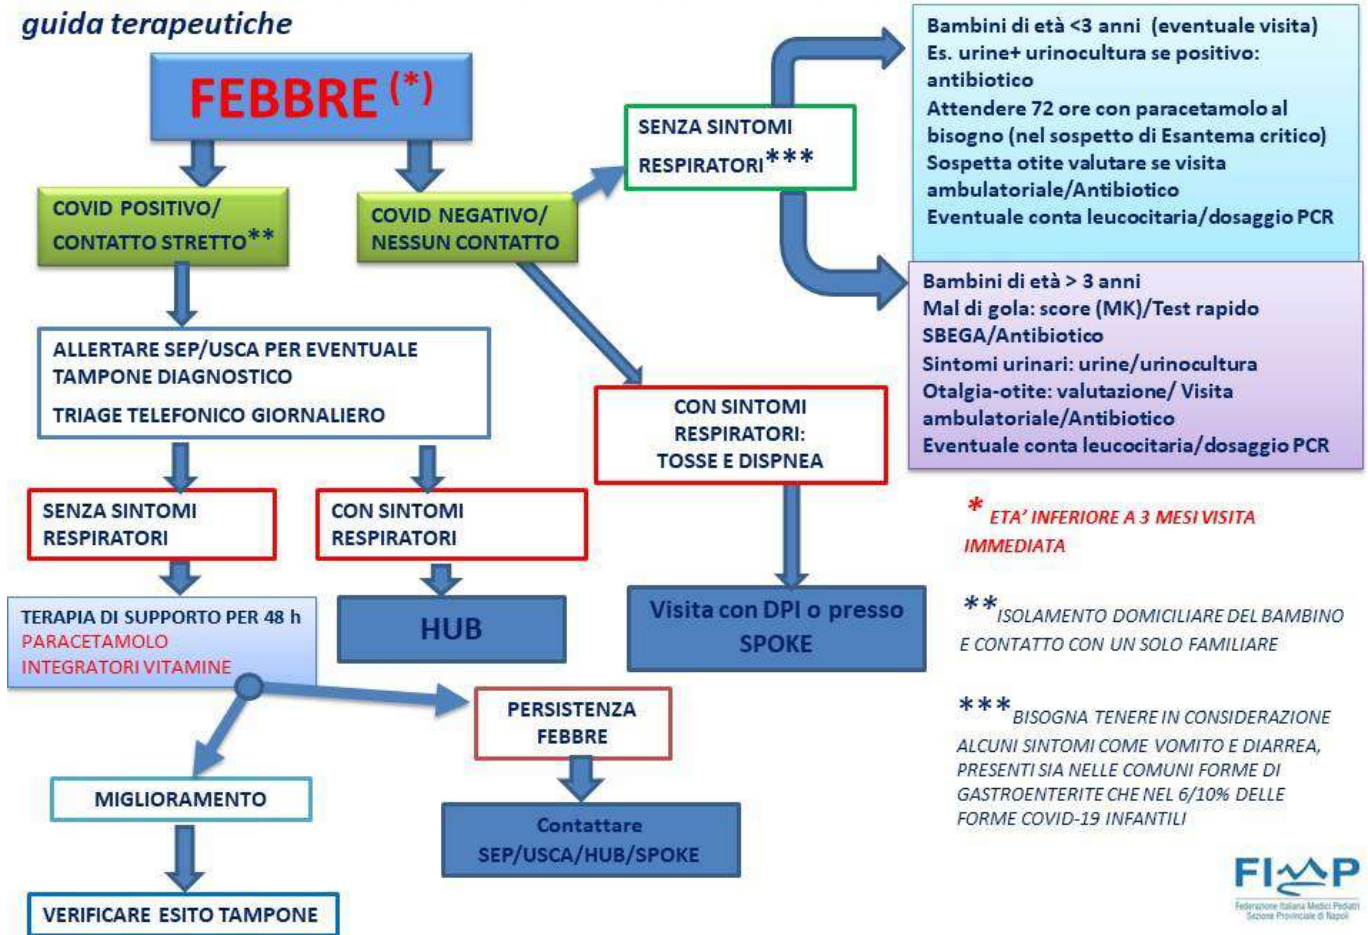 guida terapeutiche
FEBBRE (*)
COVID POSITIVO/
CONTATTO STRETTO**
COVID NEGATIVO/
NESSUN CONTATTO
SENZA SINTOMI
RESPIRATORI***
Bambini di età <3 anni (eventuale visita)
Es. urine+ urinocultura se positivo:
antibiotico
Attendere 72 ore con paracetamolo al
bisogno (nel sospetto di Esantema critico)
Sospetta otite valutare se visita
ambulatoriale/Antibiotico
Eventuale conta leucocitaria/dosaggio PCR
Bambini di età > 3 anni
Mal di gola: score (MK)/Test rapido
SBEGA/Antibiotico
Sintomi urinari: urine/urinocultura
Otalgia-otite: valutazione/ Visita
ambulatoriale/Antibiotico
Eventuale conta leucocitaria/dosaggio PCR
ALLERTARE SEP/USCA PER EVENTUALE
TAMPONE DIAGNOSTICO
TRIAGE TELEFONICO GIORNALIERO
CON SINTOMI
RESPIRATORI:
TOSSE E DISPNEA
SENZA SINTOMI
RESPIRATORI
CON SINTOMI
RESPIRATORI
TERAPIA DI SUPPORTO PER 48 h
PARACETAMOLO
INTEGRATORI VITAMINE
HUB
Visita con DPI o presso
SPOKE
PERSISTENZA
FEBBRE
MIGLIORAMENTO
Contattare
SEP/USCA/HUB/SPOKE
VERIFICARE ESITO TAMPONE
* ETA' INFERIORE A 3 MESI VISITA
IMMEDIATA
**ISOLAMENTO DOMICILIARE DEL BAMBINO
E CONTATTO CON UN SOLO FAMILIARE
***BISOGNA TENERE IN CONSIDERAZIONE
ALCUNI SINTOMI COME VOMITO E DIARREA,
PRESENTI SIA NELLE COMUNI FORME DI
GASTROENTERITE CHE NEL 6/10% DELLE
FORME COVID-19 INFANTILI
FIMP
Federazione Italiana Medici Pediatri
Sezione Provinciale di Napoli